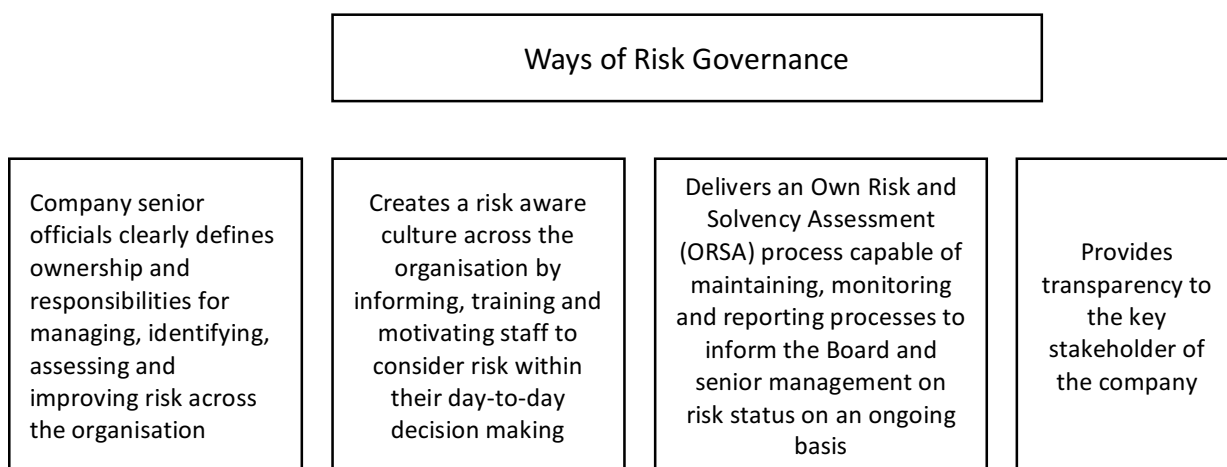 Ways of Risk Governance
Company senior
officials clearly defines
ownership and
responsibilities for
managing, identifying,
assessing and
improving risk across
the organisation
Creates a risk aware
culture across the
organisation by
informing, training and
motivating staff to
consider risk within
their day-to-day
decision making
Delivers an Own Risk and
Solvency Assessment
(ORSA) process capable of
maintaining, monitoring
and reporting processes to
inform the Board and
senior management on
risk status on an ongoing
basis
Provides
transparency to
the key
stakeholder of
the company